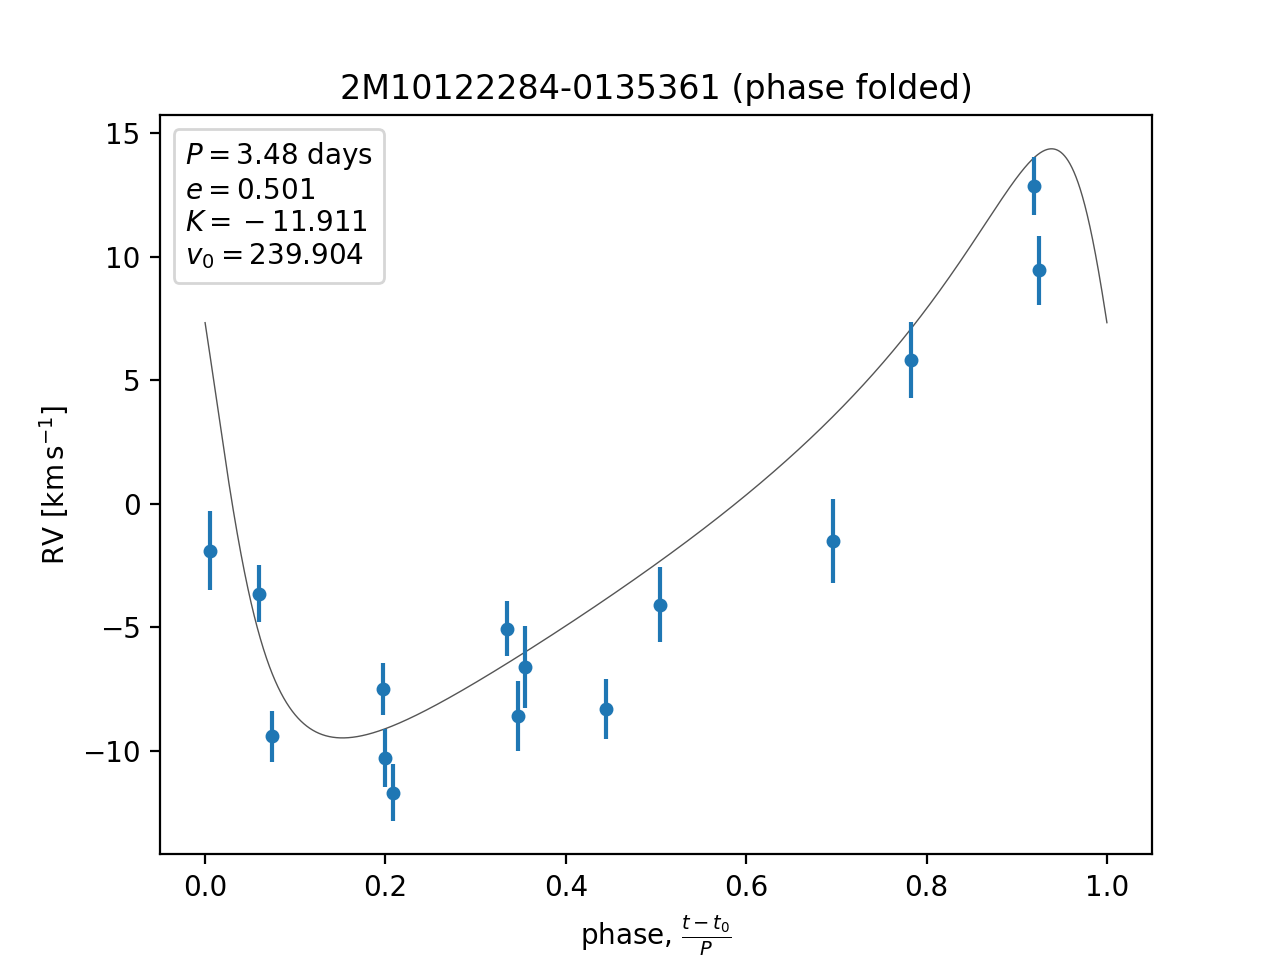 2M10122284-0135361 (phase folded)
P = 3.48 days
e = 0.501
K = −11.911
v₀ = 239.904
15
10
5
0
−5
−10
RV [km s⁻¹]
0.0 0.2 0.4 0.6 0.8 1.0
phase, (t − t₀)/P